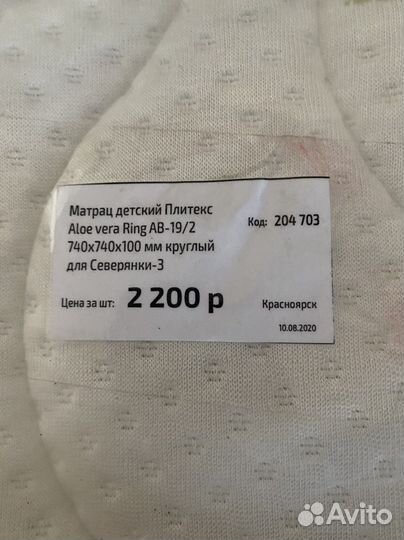 Матрац детский Плитекс
Aloe vera Ring АВ-19/2
740х740х100 мм круглый
для Северянки-3
Код: 204 703
Цена за шт: 2 200 р
Красноярск
10.08.2020
Avito